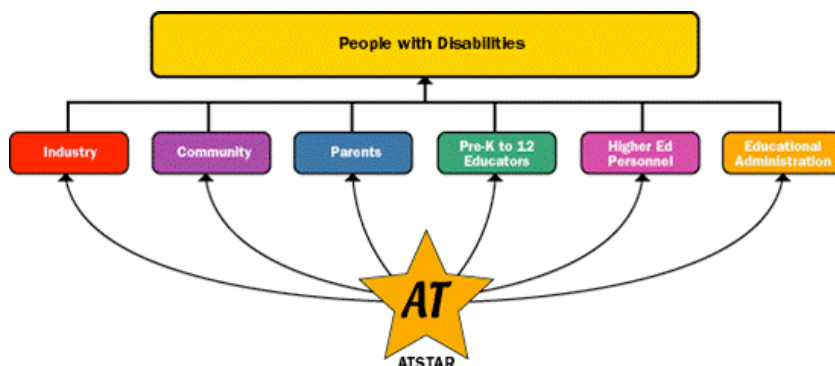 People with Disabilities
Industry
Community
Parents
Pre-K to 12
Educators
Higher Ed
Personnel
Educational
Administration
AT
ATSTAR